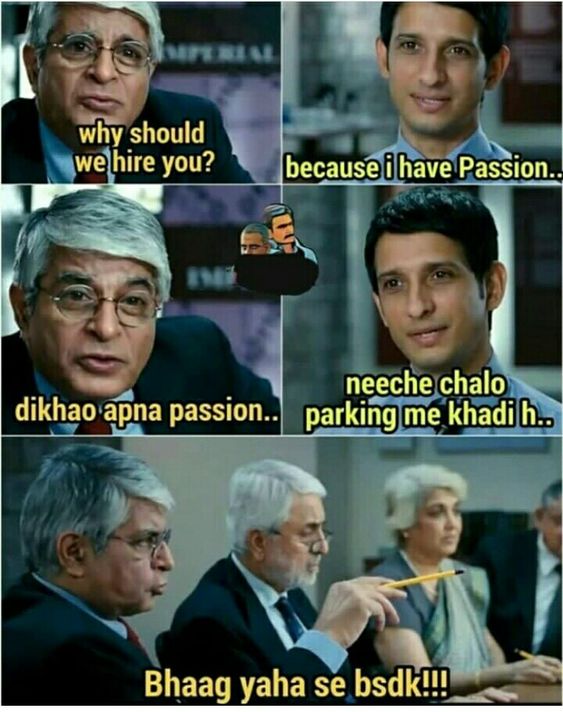 IMPERIAL
why should
we hire you?
because i have Passion..
dikhao apna passion..
neeche chalo
parking me khadi h..
Bhaag yaha se bsdk!!!